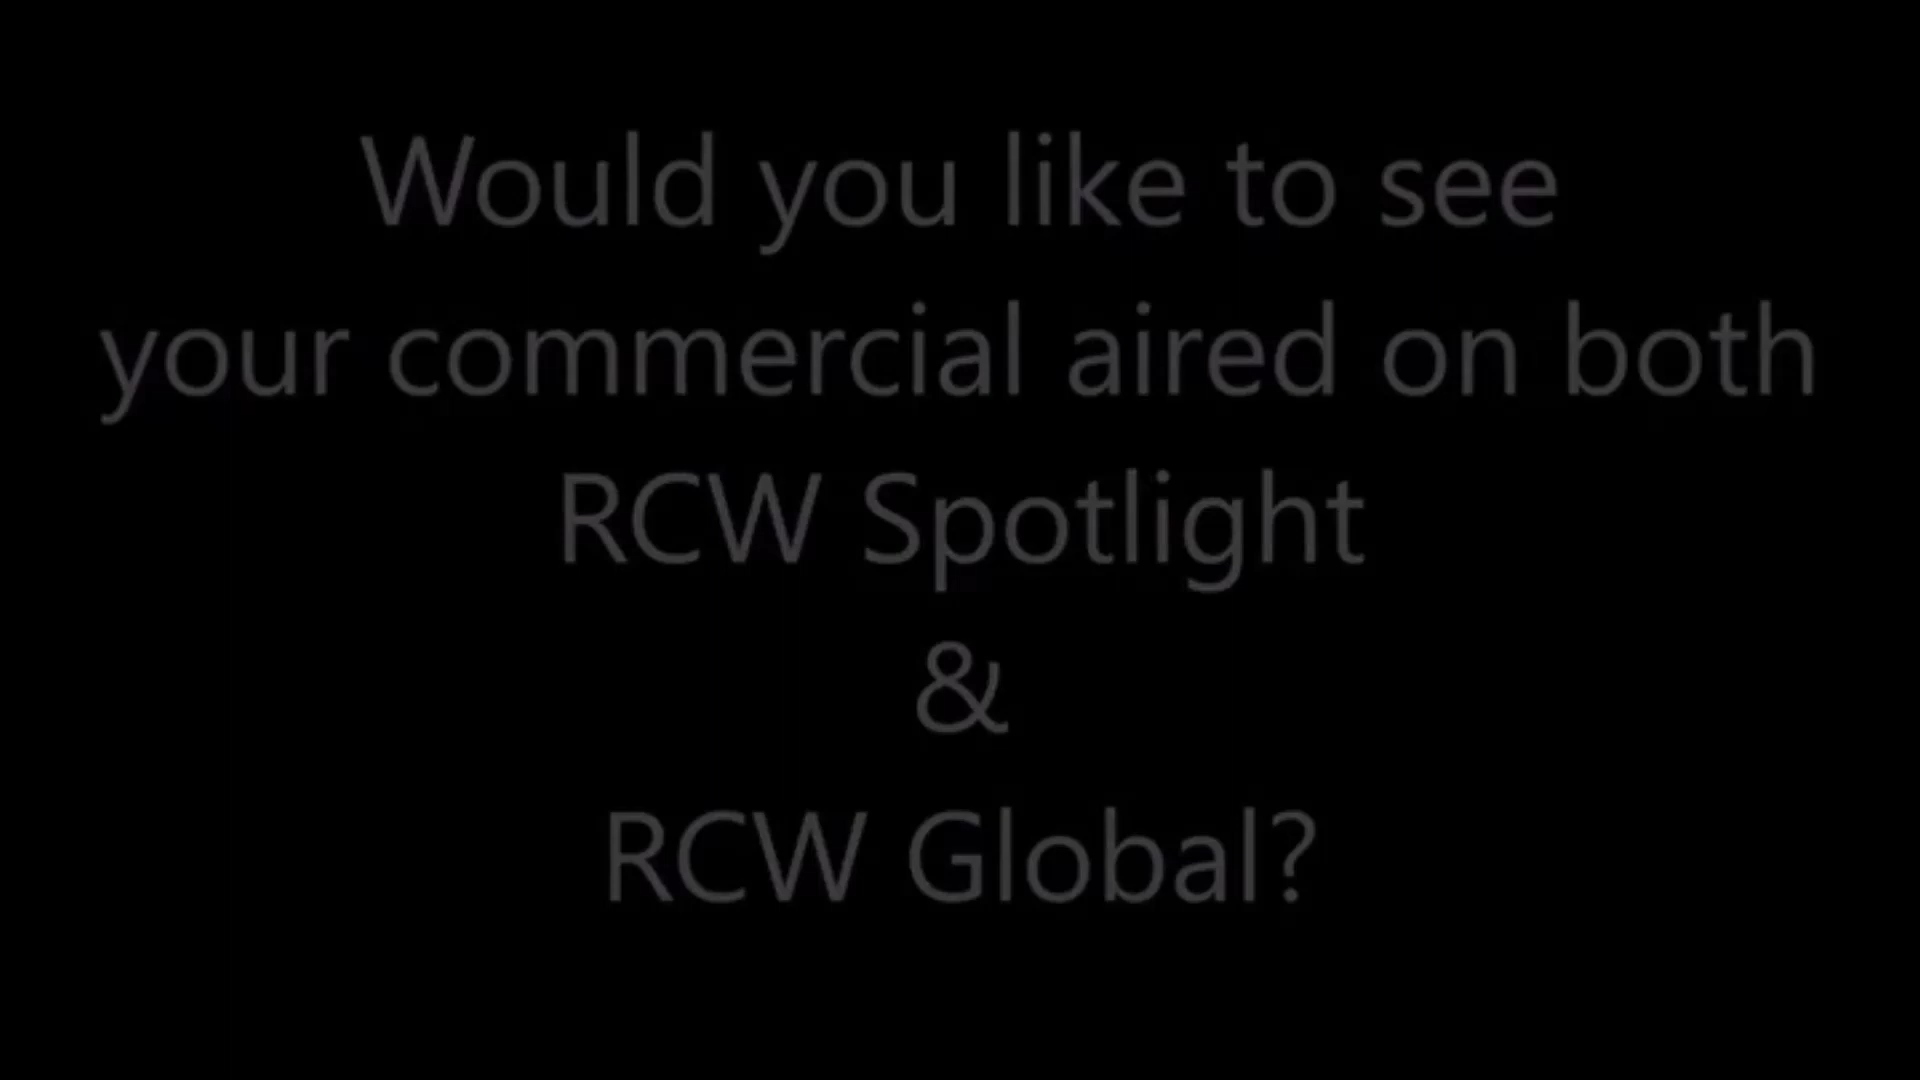 Would you like to see
your commercial aired on both
RCW Spotlight
&
RCW Global?